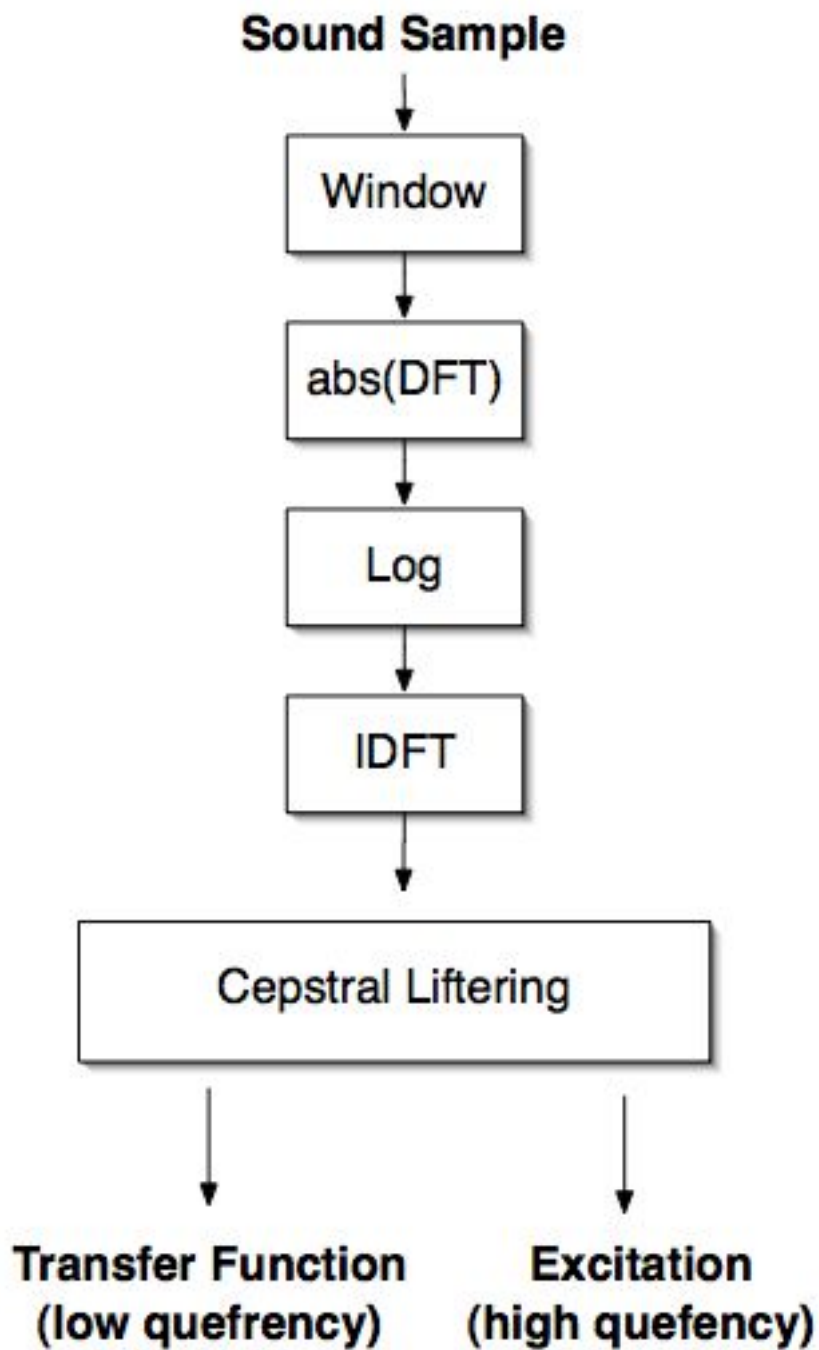 Sound Sample
Window
abs(DFT)
Log
IDFT
Cepstral Liftering
Transfer Function
(low quefrency)
Excitation
(high quefency)